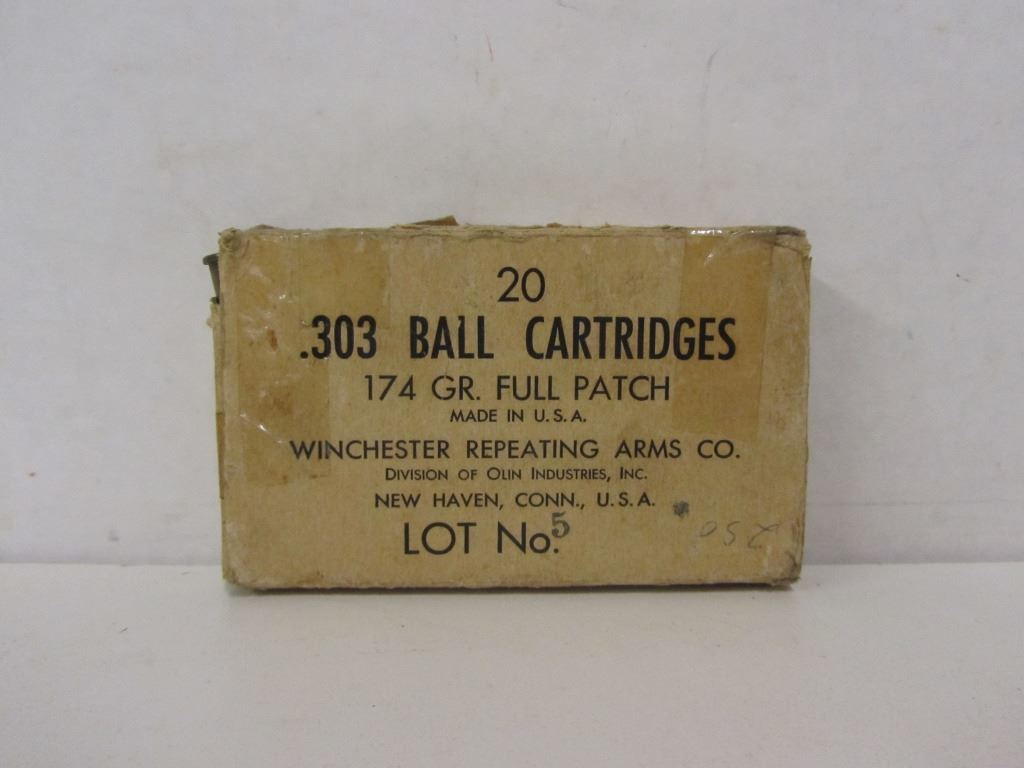 20
.303 BALL CARTRIDGES
174 GR. FULL PATCH
MADE IN U.S.A.
WINCHESTER REPEATING ARMS CO.
DIVISION OF OLIN INDUSTRIES, INC.
NEW HAVEN, CONN., U.S.A.
LOT No. 5